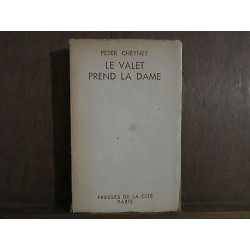 PETER CHEYNEY
LE VALET
PREND LA DAME
PRESSES DE LA CITÉ
PARIS